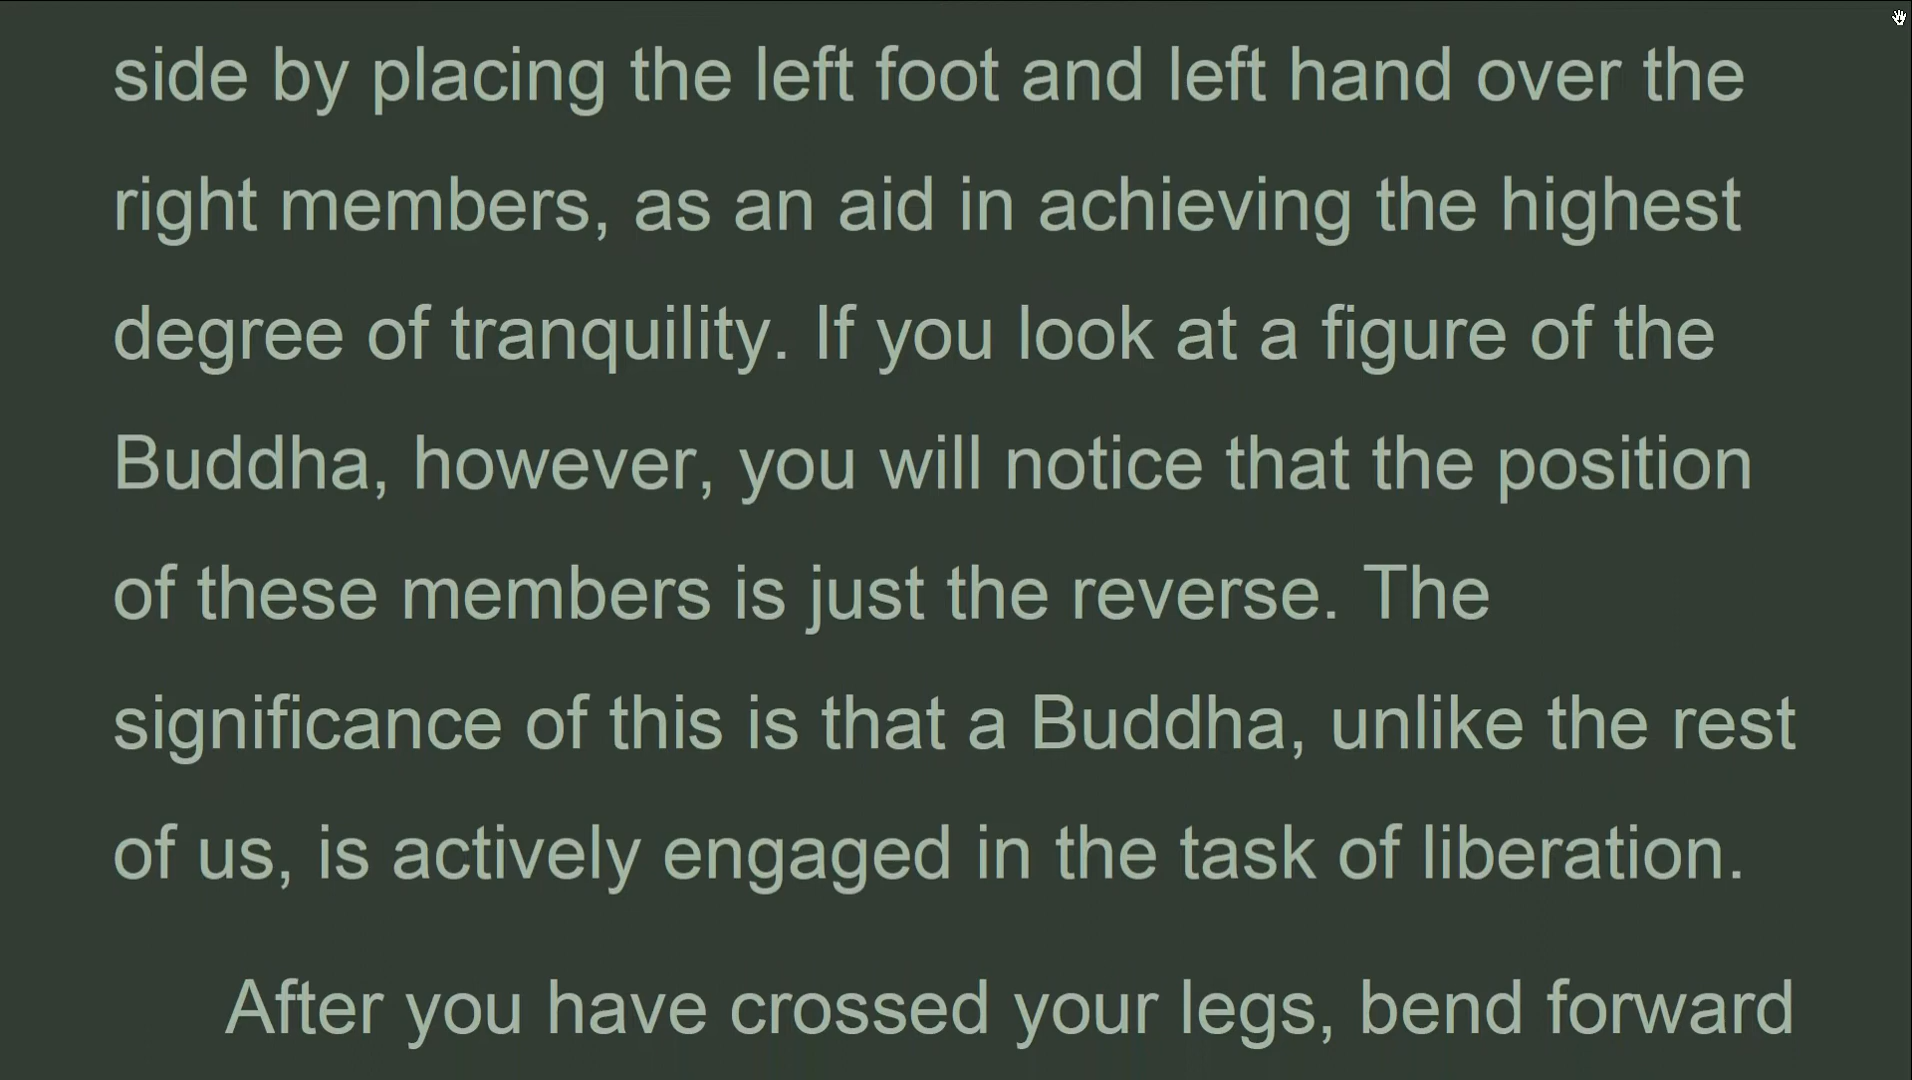 side by placing the left foot and left hand over the
right members, as an aid in achieving the highest
degree of tranquility. If you look at a figure of the
Buddha, however, you will notice that the position
of these members is just the reverse. The
significance of this is that a Buddha, unlike the rest
of us, is actively engaged in the task of liberation.
After you have crossed your legs, bend forward